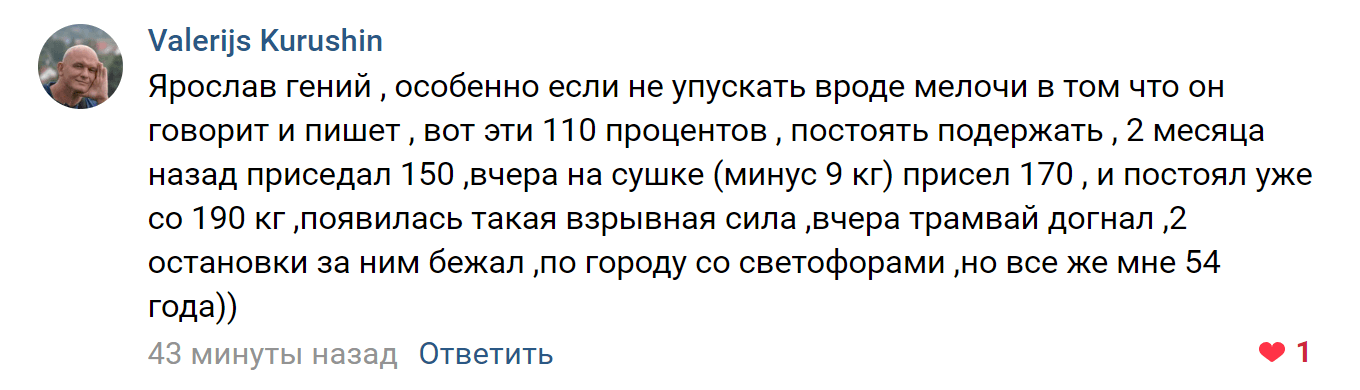 Valerijs Kurushin
Ярослав гений , особенно если не упускать вроде мелочи в том что он
говорит и пишет , вот эти 110 процентов , постоять подержать , 2 месяца
назад приседал 150 ,вчера на сушке (минус 9 кг) присел 170 , и постоял уже
со 190 кг ,появилась такая взрывная сила ,вчера трамвай догнал ,2
остановки за ним бежал ,по городу со светофорами ,но все же мне 54
года))
43 минуты назад Ответить 1